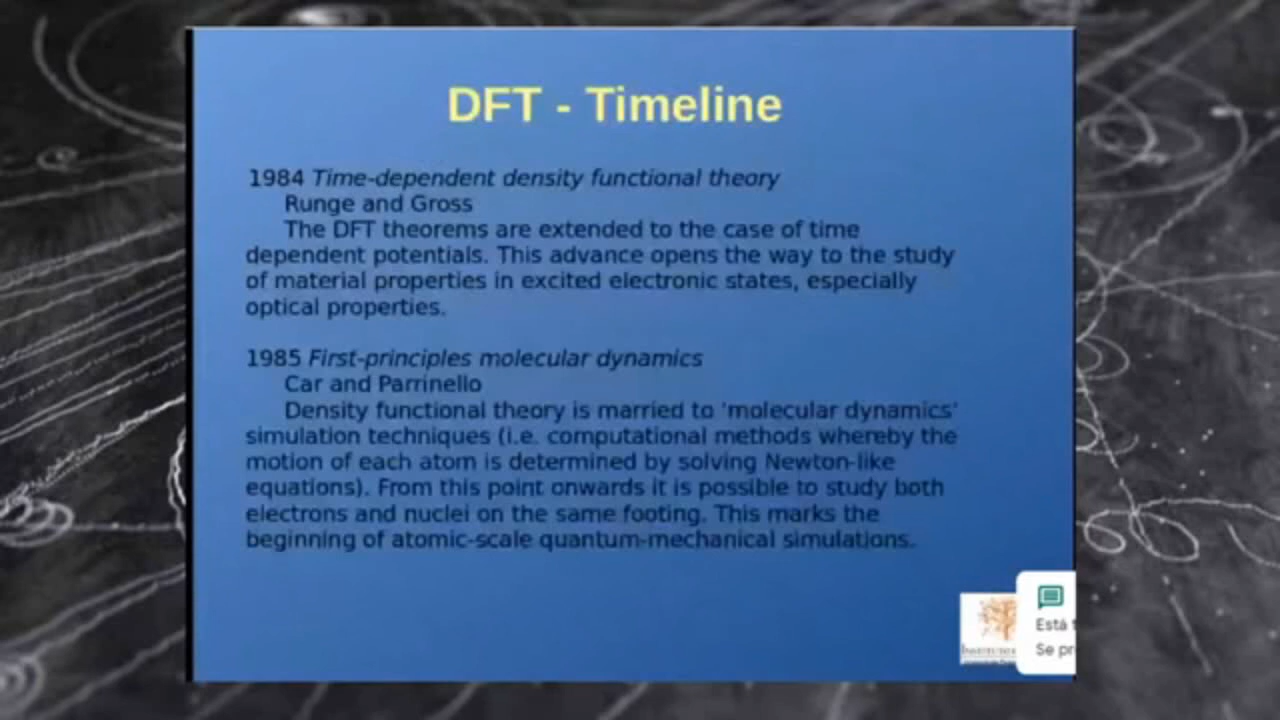 DFT - Timeline
1984 Time-dependent density functional theory
Runge and Gross
The DFT theorems are extended to the case of time
dependent potentials. This advance opens the way to the study
of material properties in excited electronic states, especially
optical properties.
1985 First-principles molecular dynamics
Car and Parrinello
Density functional theory is married to 'molecular dynamics'
simulation techniques (i.e. computational methods whereby the
motion of each atom is determined by solving Newton-like
equations). From this point onwards it is possible to study both
electrons and nuclei on the same footing. This marks the
beginning of atomic-scale quantum-mechanical simulations.
Está
Se